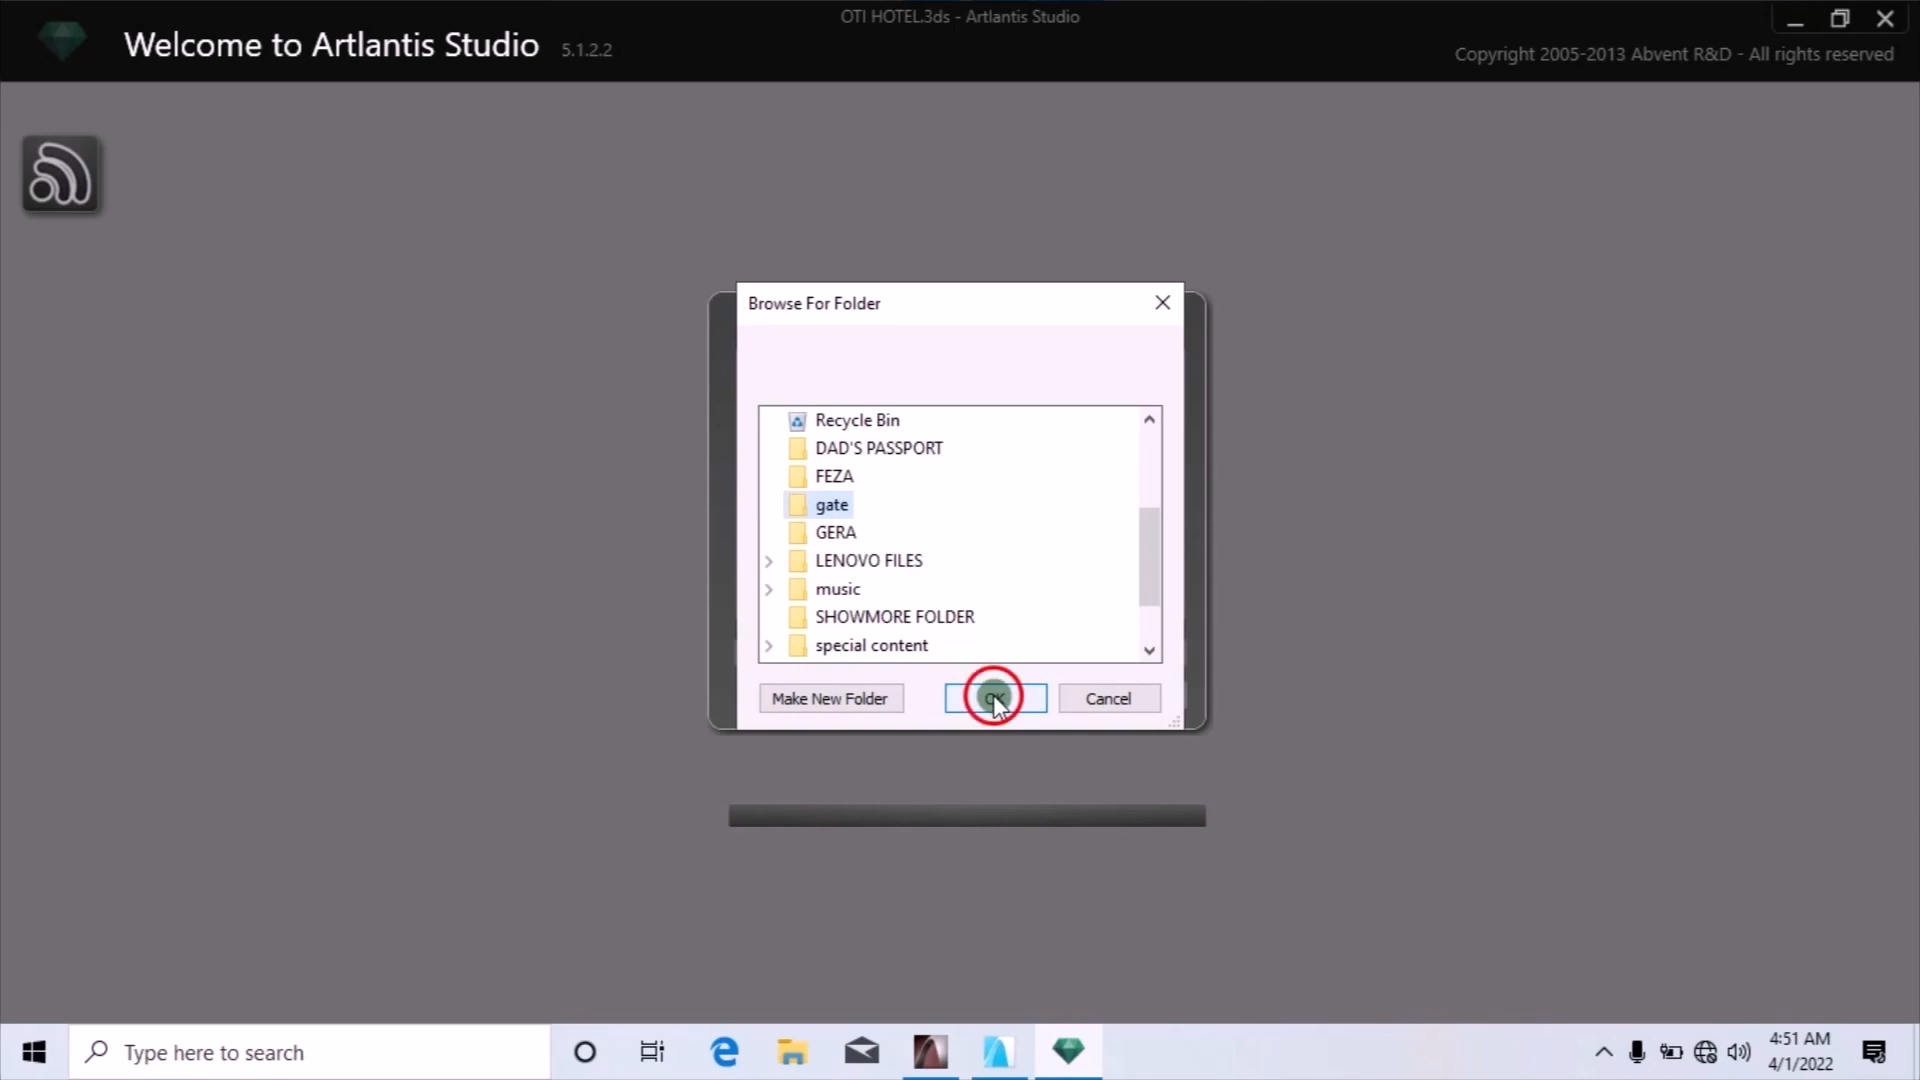 OTI HOTEL.3ds - Artlantis Studio
Welcome to Artlantis Studio 5.1.2.2
Copyright 2005-2013 Abvent R&D - All rights reserved
Browse For Folder
Recycle Bin
DAD'S PASSPORT
FEZA
gate
GERA
LENOVO FILES
music
SHOWMORE FOLDER
special content
Make New Folder
OK
Cancel
Type here to search
4:51 AM
4/1/2022